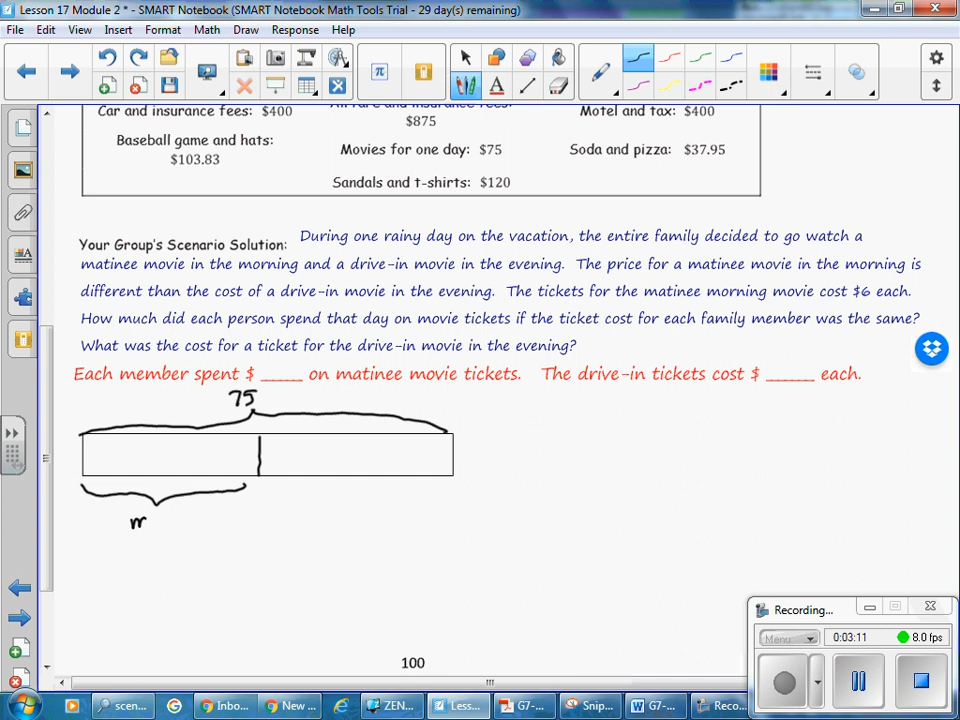 Lesson 17 Module 2 * - SMART Notebook (SMART Notebook Math Tools Trial - 29 day(s) remaining)
File Edit View Insert Format Math Draw Response Help
Car and insurance fees: $400
$875
Motel and tax: $400
Baseball game and hats:
$103.83
Movies for one day: $75
Soda and pizza: $37.95
Sandals and t-shirts: $120
Your Group's Scenario Solution: During one rainy day on the vacation, the entire family decided to go watch a
matinee movie in the morning and a drive-in movie in the evening. The price for a matinee movie in the morning is
different than the cost of a drive-in movie in the evening. The tickets for the matinee morning movie cost $6 each.
How much did each person spend that day on movie tickets if the ticket cost for each family member was the same?
What was the cost for a ticket for the drive-in movie in the evening?
Each member spent $ _____ on matinee movie tickets. The drive-in tickets cost $ ______ each.
75
m
100
Recording...
Menu 0:03:11 8.0 fps
scen... Inbo... New ... ZEN... Less... G7-... Snip... G7-... Reco...